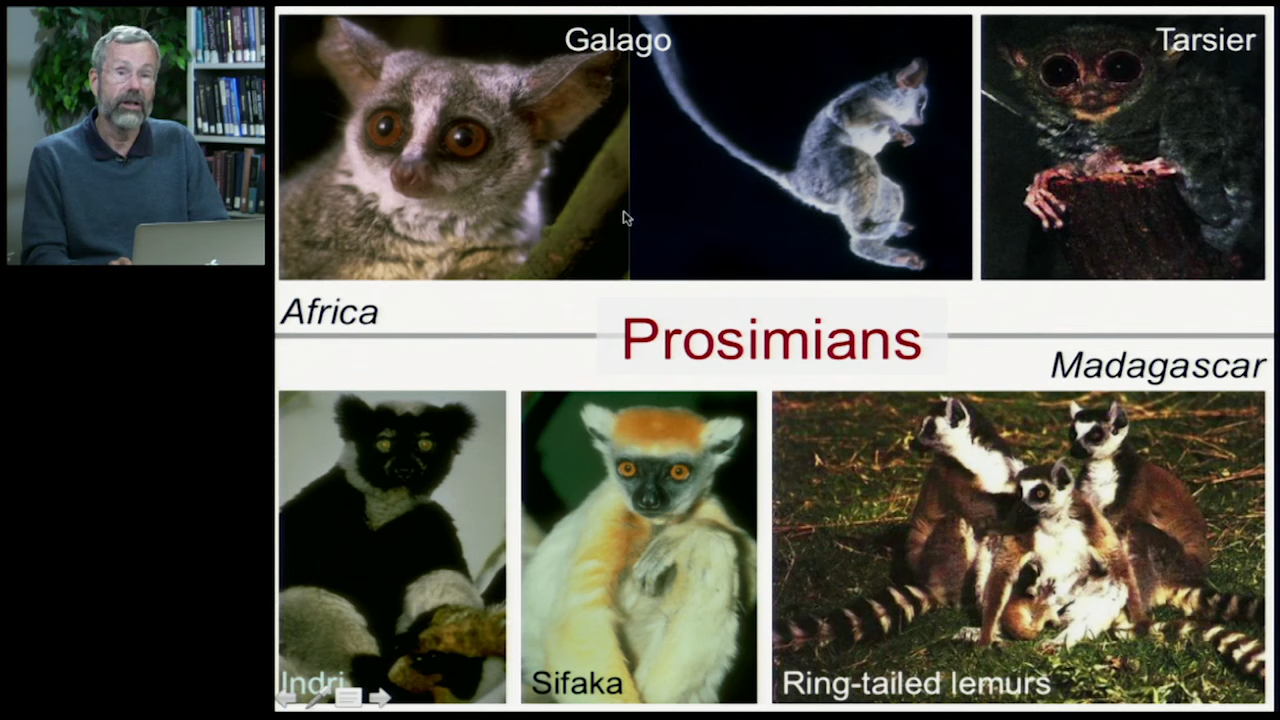 Galago
Tarsier
Africa
Prosimians
Madagascar
Indri
Sifaka
Ring-tailed lemurs